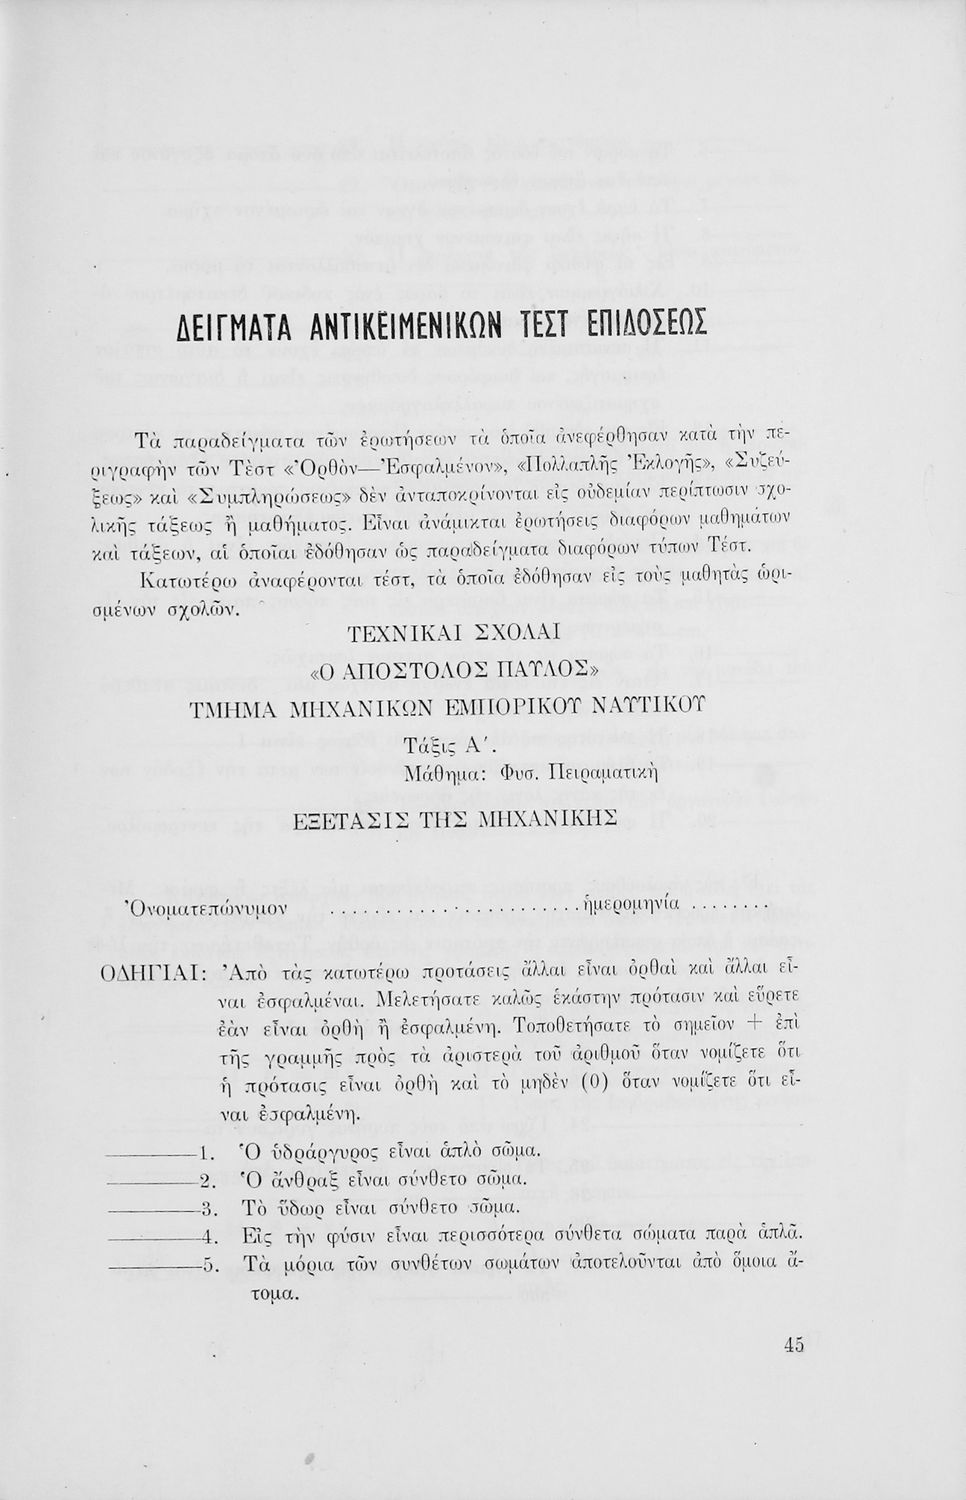 ΔΕΙΓΜΑΤΑ ΑΝΤΙΚΕΙΜΕΝΙΚΩΝ ΤΕΣΤ ΕΠΙΔΟΣΕΩΣ
Τὰ παραδείγματα τῶν ἐρωτήσεων τὰ ὁποῖα ἀνεφέρθησαν κατὰ τὴν πε-
ριγραφὴν τῶν Τὲστ «Ὀρθὸν—Ἐσφαλμένον», «Πολλαπλῆς Ἐκλογῆς», «Συζεύ-
ξεως» καὶ «Συμπληρώσεως» δὲν ἀνταποκρίνονται εἰς οὐδεμίαν περίπτωσιν σχο-
λικῆς τάξεως ἢ μαθήματος. Εἶναι ἀνάμικται ἐρωτήσεις διαφόρων μαθημάτων
καὶ τάξεων, αἱ ὁποῖαι ἐδόθησαν ὡς παραδείγματα διαφόρων τύπων Τέστ.
Κατωτέρω ἀναφέρονται τέστ, τὰ ὁποῖα ἐδόθησαν εἰς τοὺς μαθητὰς ὡρι-
σμένων σχολῶν.
ΤΕΧΝΙΚΑΙ ΣΧΟΛΑΙ
«Ο ΑΠΟΣΤΟΛΟΣ ΠΑΥΛΟΣ»
ΤΜΗΜΑ ΜΗΧΑΝΙΚΩΝ ΕΜΠΟΡΙΚΟΥ ΝΑΥΤΙΚΟΥ
Τάξις Α΄.
Μάθημα: Φυσ. Πειραματικὴ
ΕΞΕΤΑΣΙΣ ΤΗΣ ΜΗΧΑΝΙΚΗΣ
Ὀνοματεπώνυμον ........................ ἡμερομηνία ........
ΟΔΗΓΙΑΙ: Ἀπὸ τὰς κατωτέρω προτάσεις ἄλλαι εἶναι ὀρθαὶ καὶ ἄλλαι εἶ-
ναι ἐσφαλμέναι. Μελετήσατε καλῶς ἑκάστην πρότασιν καὶ εὕρετε
ἐὰν εἶναι ὀρθὴ ἢ ἐσφαλμένη. Τοποθετήσατε τὸ σημεῖον + ἐπὶ
τῆς γραμμῆς πρὸς τὰ ἀριστερὰ τοῦ ἀριθμοῦ ὅταν νομίζετε ὅτι
ἡ πρότασις εἶναι ὀρθὴ καὶ τὸ μηδὲν (0) ὅταν νομίζετε ὅτι εἶ-
ναι ἐσφαλμένη.
________1. Ὁ ὑδράργυρος εἶναι ἁπλὸ σῶμα.
________2. Ὁ ἄνθραξ εἶναι σύνθετο σῶμα.
________3. Τὸ ὕδωρ εἶναι σύνθετο σῶμα.
________4. Εἰς τὴν φύσιν εἶναι περισσότερα σύνθετα σώματα παρὰ ἁπλᾶ.
________5. Τὰ μόρια τῶν συνθέτων σωμάτων ἀποτελοῦνται ἀπὸ ὅμοια ἄ-
τομα.
45